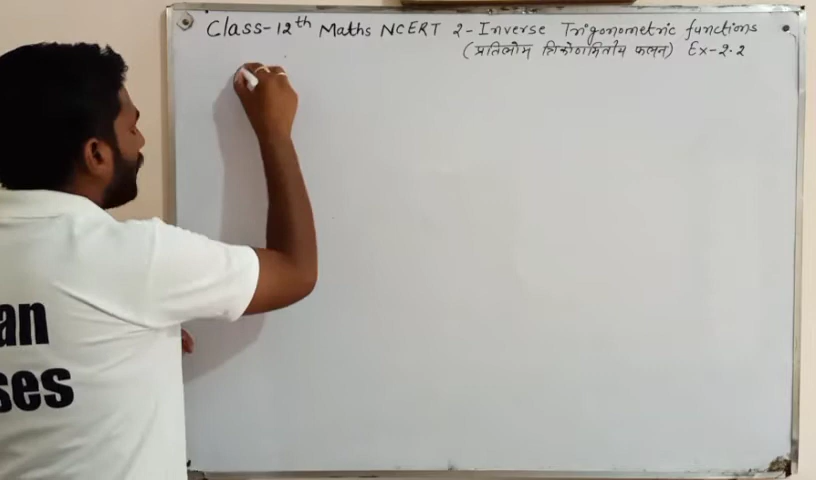 Class-12th Maths NCERT 2-Inverse Trigonometric functions
(प्रतिलोम त्रिकोणमितीय फलन) Ex-2.2
an
ses